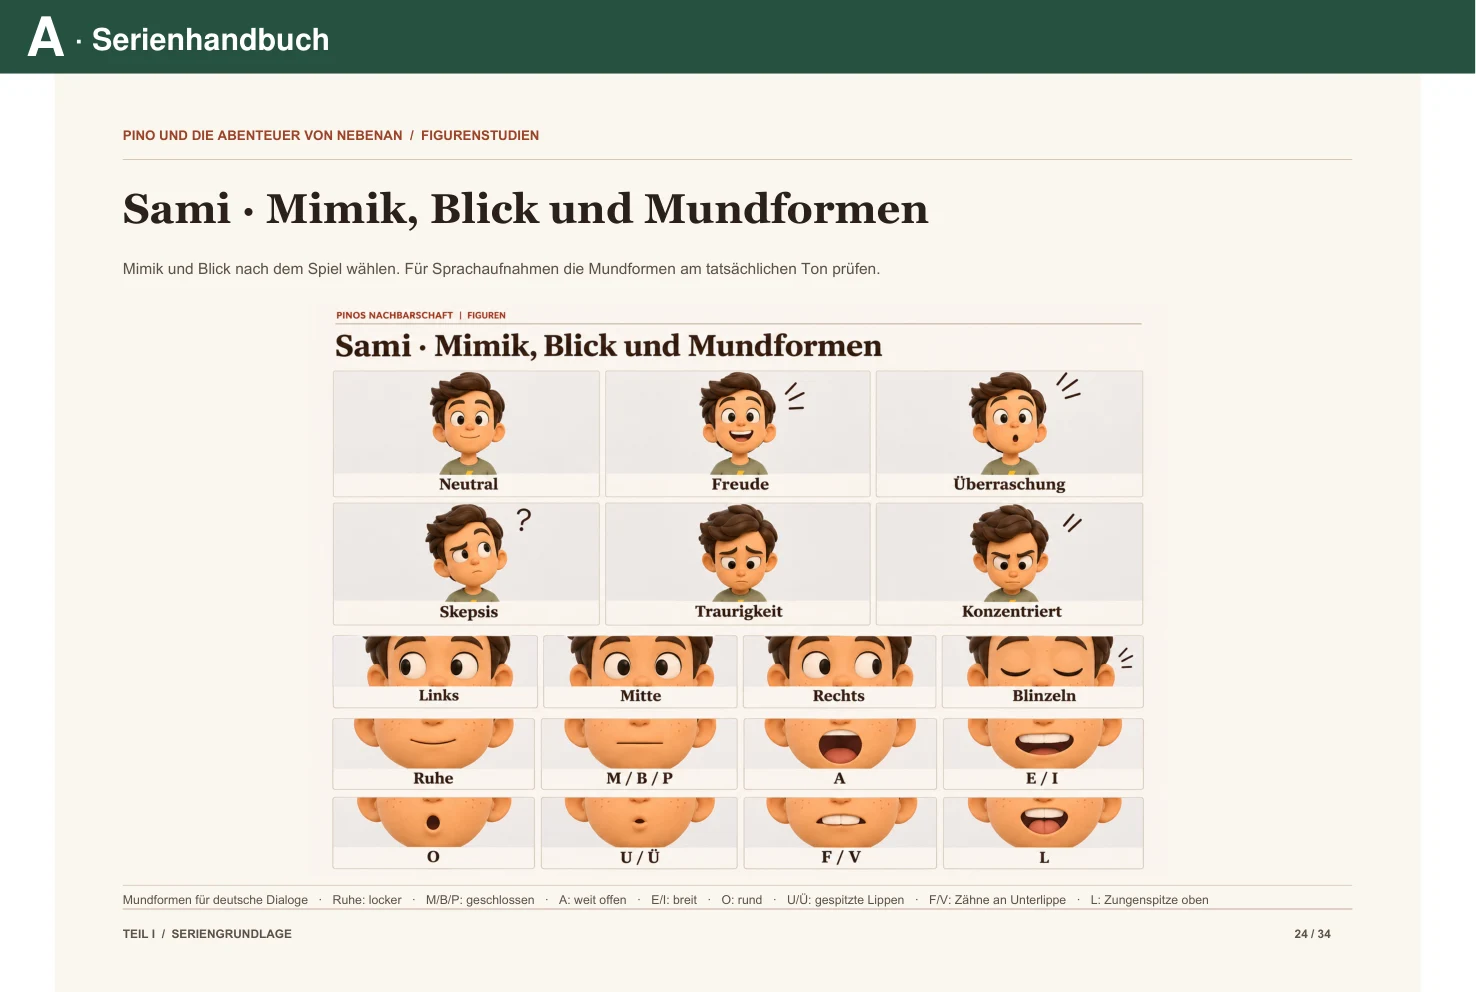 A · Serienhandbuch
PINO UND DIE ABENTEUER VON NEBENAN / FIGURENSTUDIEN
Sami · Mimik, Blick und Mundformen
Mimik und Blick nach dem Spiel wählen. Für Sprachaufnahmen die Mundformen am tatsächlichen Ton prüfen.
PINOS NACHBARSCHAFT | FIGUREN
Sami · Mimik, Blick und Mundformen
Neutral
Freude
Überraschung
?
Skepsis
Traurigkeit
Konzentriert
Links
Mitte
Rechts
Blinzeln
Ruhe
M / B / P
A
E / I
O
U / Ü
F / V
L
Mundformen für deutsche Dialoge · Ruhe: locker · M/B/P: geschlossen · A: weit offen · E/I: breit · O: rund · U/Ü: gespitzte Lippen · F/V: Zähne an Unterlippe · L: Zungenspitze oben
TEIL I / SERIENGRUNDLAGE
24 / 34